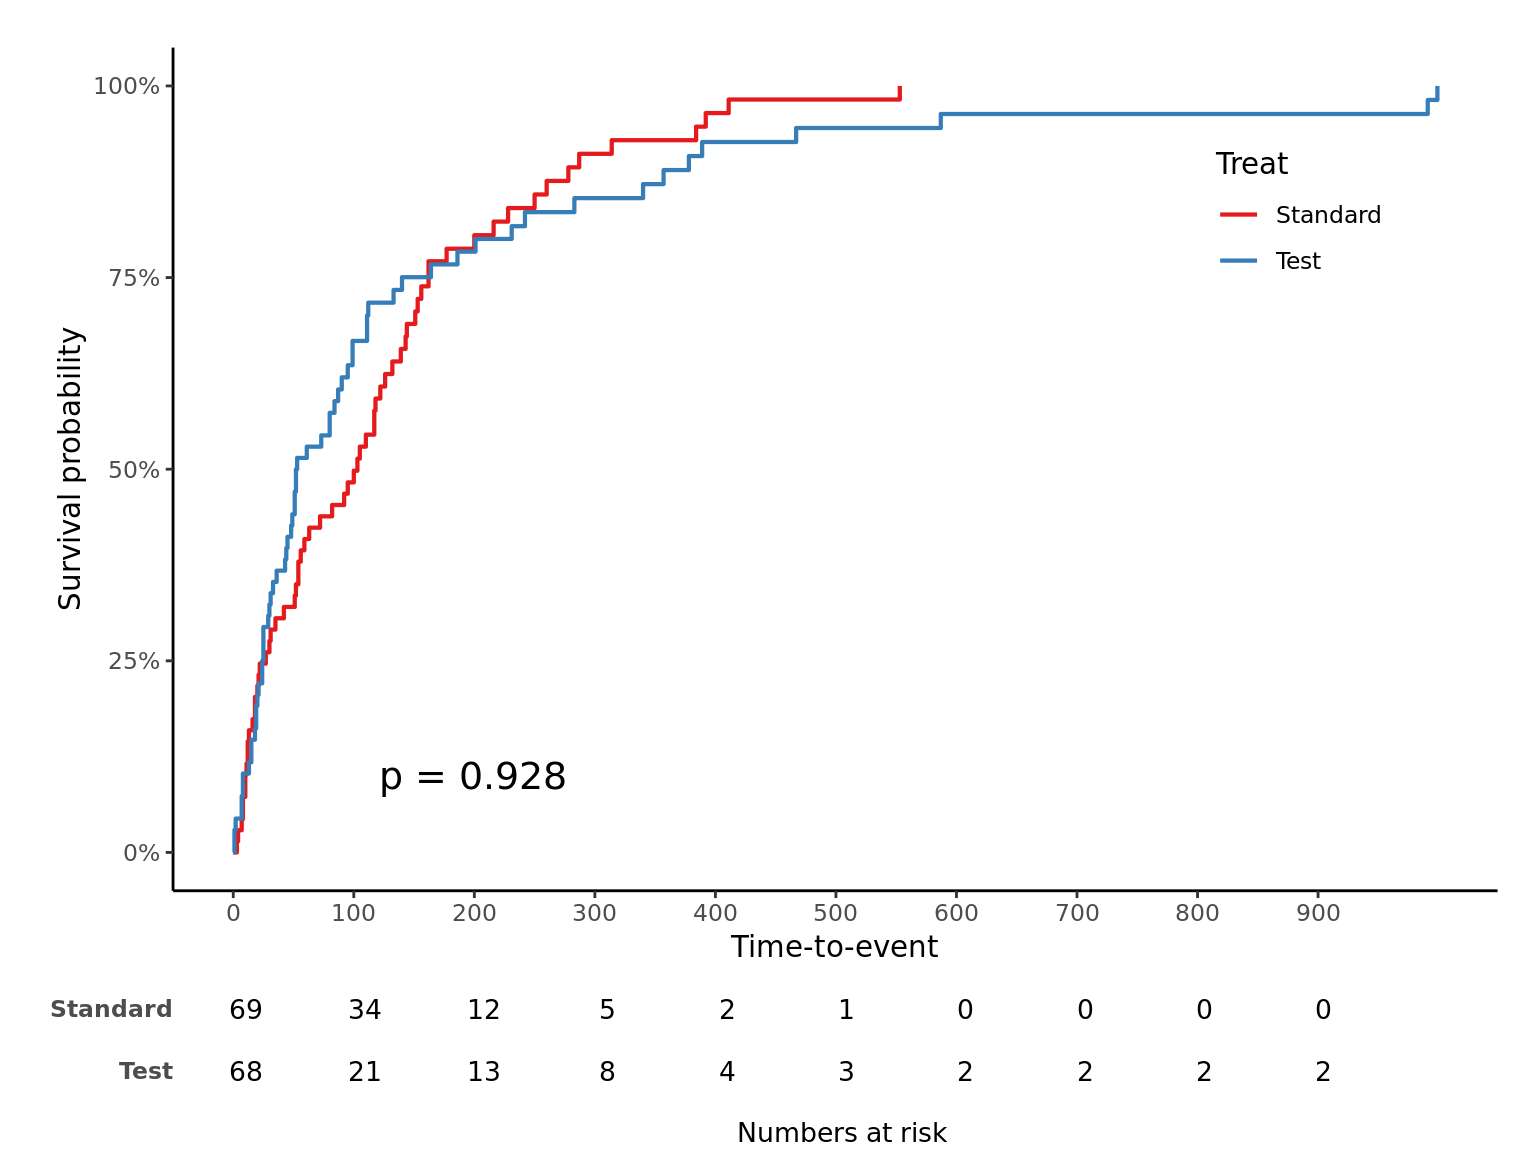 100%
75%
50%
25%
0%
Survival probability
Treat
Standard
Test
p = 0.928
0 100 200 300 400 500 600 700 800 900
Time-to-event
Standard 69 34 12 5 2 1 0 0 0 0
Test 68 21 13 8 4 3 2 2 2 2
Numbers at risk